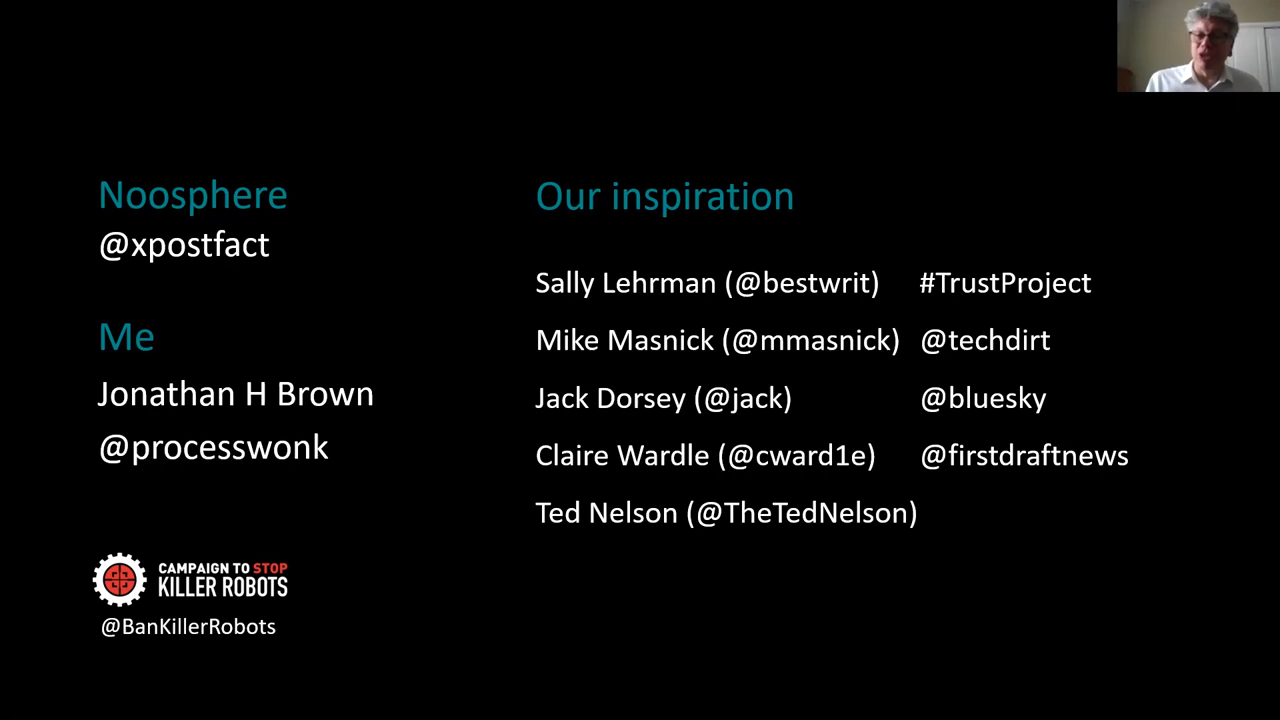 Noosphere
@xpostfact
Me
Jonathan H Brown
@processwonk
CAMPAIGN TO STOP
KILLER ROBOTS
@BanKillerRobots
Our inspiration
Sally Lehrman (@bestwrit) #TrustProject
Mike Masnick (@mmasnick) @techdirt
Jack Dorsey (@jack) @bluesky
Claire Wardle (@cward1e) @firstdraftnews
Ted Nelson (@TheTedNelson)